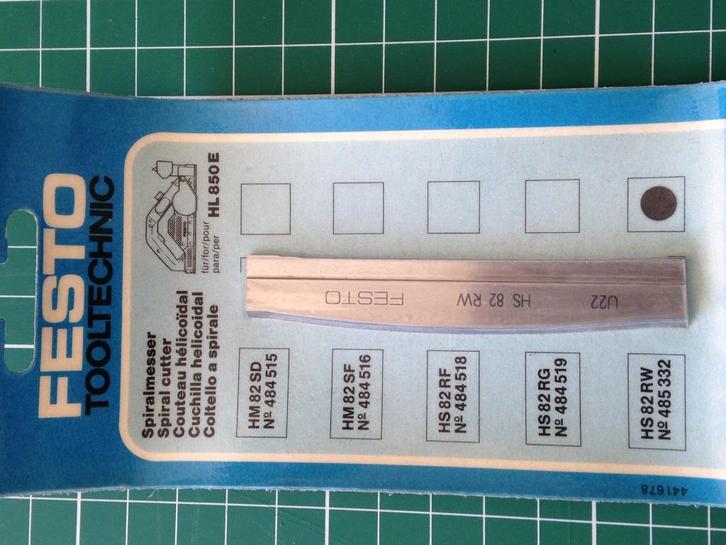 FESTO
TOOLTECHNIC
für/for/pour
para/per
HL 850 E
Spiralmesser
Spiral cutter
Couteau hélicoïdal
Cuchilla helicoidal
Coltello a spirale
HM 82 SD
Nº 484 515
HM 82 SF
Nº 484 516
HS 82 RF
Nº 484 518
HS 82 RG
Nº 484 519
HS 82 RW
Nº 485 332
FESTO HS 82 RW U22
441678